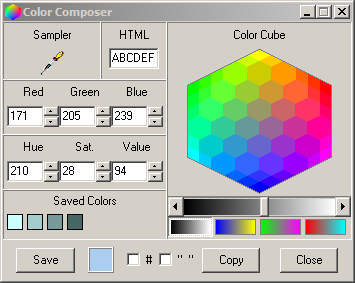 Color Composer
Sampler
HTML
ABCDEF
Color Cube
Red Green Blue
171 205 239
Hue Sat. Value
210 28 94
Saved Colors
Save # " " Copy Close